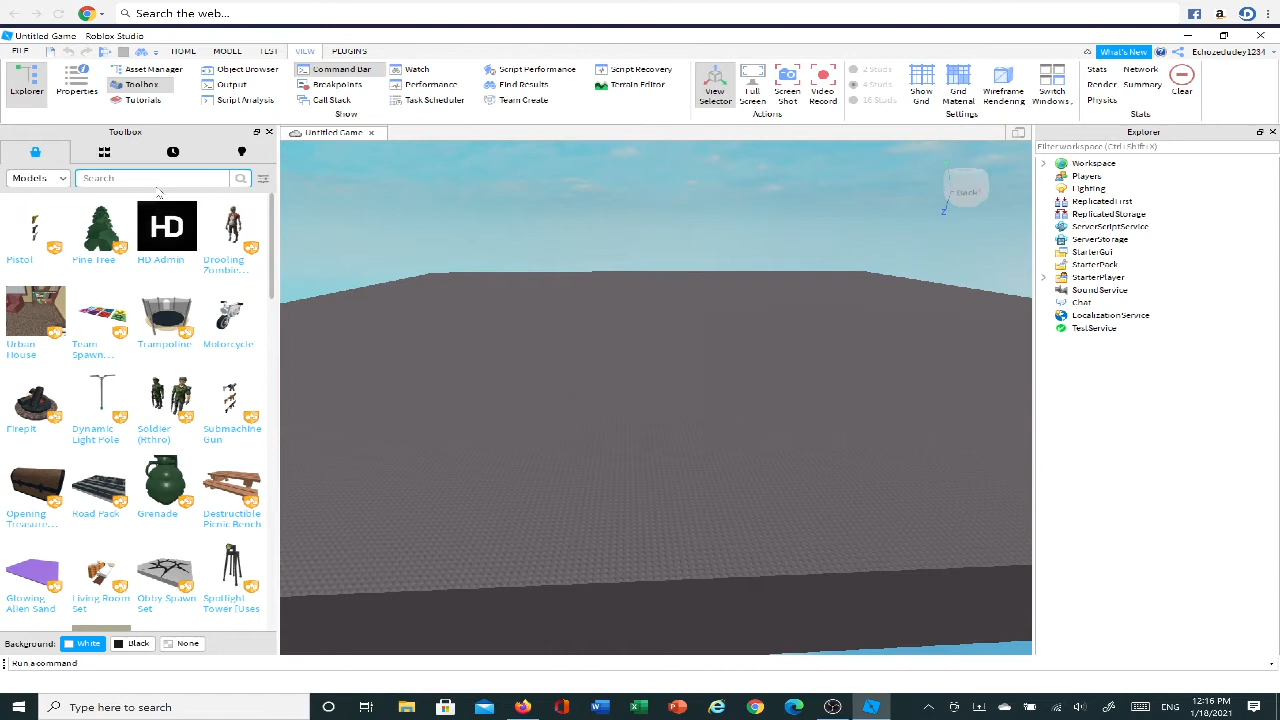 Search the web...
Untitled Game - Roblox Studio
FILE HOME MODEL TEST VIEW PLUGINS What's New Echozedudey1234
Explorer Properties Asset Manager Toolbox Tutorials
Object Browser Output Script Analysis
Command Bar Breakpoints Call Stack
Watch Performance Task Scheduler
Script Performance Find Results Team Create
Script Recovery Terrain Editor
Show
View Selector Full Screen Screen Shot Video Record
Actions
2 Studs 4 Studs 16 Studs
Show Grid Grid Material Wireframe Rendering Switch Windows
Settings
Stats Render Physics Network Summary Clear
Stats
Toolbox
Untitled Game
Explorer
Filter workspace (Ctrl+Shift+X)
Models Search
Pistol Pine Tree HD Admin Drooling Zombie...
HD
Urban House Team Spawn... Trampoline Motorcycle
Firepit Dynamic Light Pole Soldier (Rthro) Submachine Gun
Opening Treasure... Road Pack Grenade Destructible Picnic Bench
Glowing Alien Sand Living Room Set Obby Spawn Set Spotlight Tower [Uses
Background: White Black None
Back
Z
Workspace
Players
Lighting
ReplicatedFirst
ReplicatedStorage
ServerScriptService
ServerStorage
StarterGui
StarterPack
StarterPlayer
SoundService
Chat
LocalizationService
TestService
Run a command
Type here to search
ENG
12:16 PM
1/18/2021